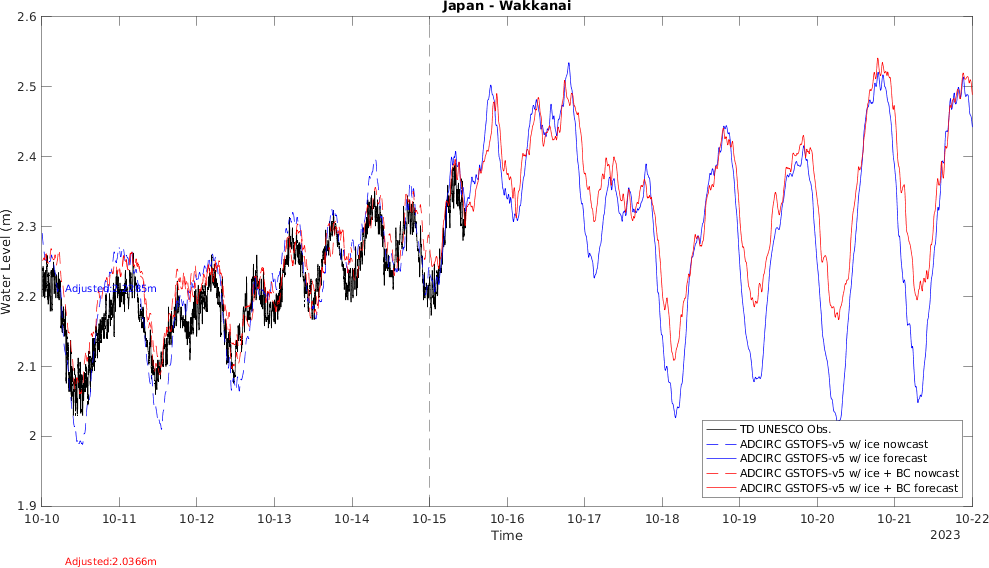 Japan - Wakkanai
2.6
2.5
2.4
2.3
2.2
2.1
2
1.9
Water Level (m)
TD UNESCO Obs.
ADCIRC GSTOFS-v5 w/ ice nowcast
ADCIRC GSTOFS-v5 w/ ice forecast
ADCIRC GSTOFS-v5 w/ ice + BC nowcast
ADCIRC GSTOFS-v5 w/ ice + BC forecast
10-10 10-11 10-12 10-13 10-14 10-15 10-16 10-17 10-18 10-19 10-20 10-21 10-22
Time
2023
Adjusted:2.0366m